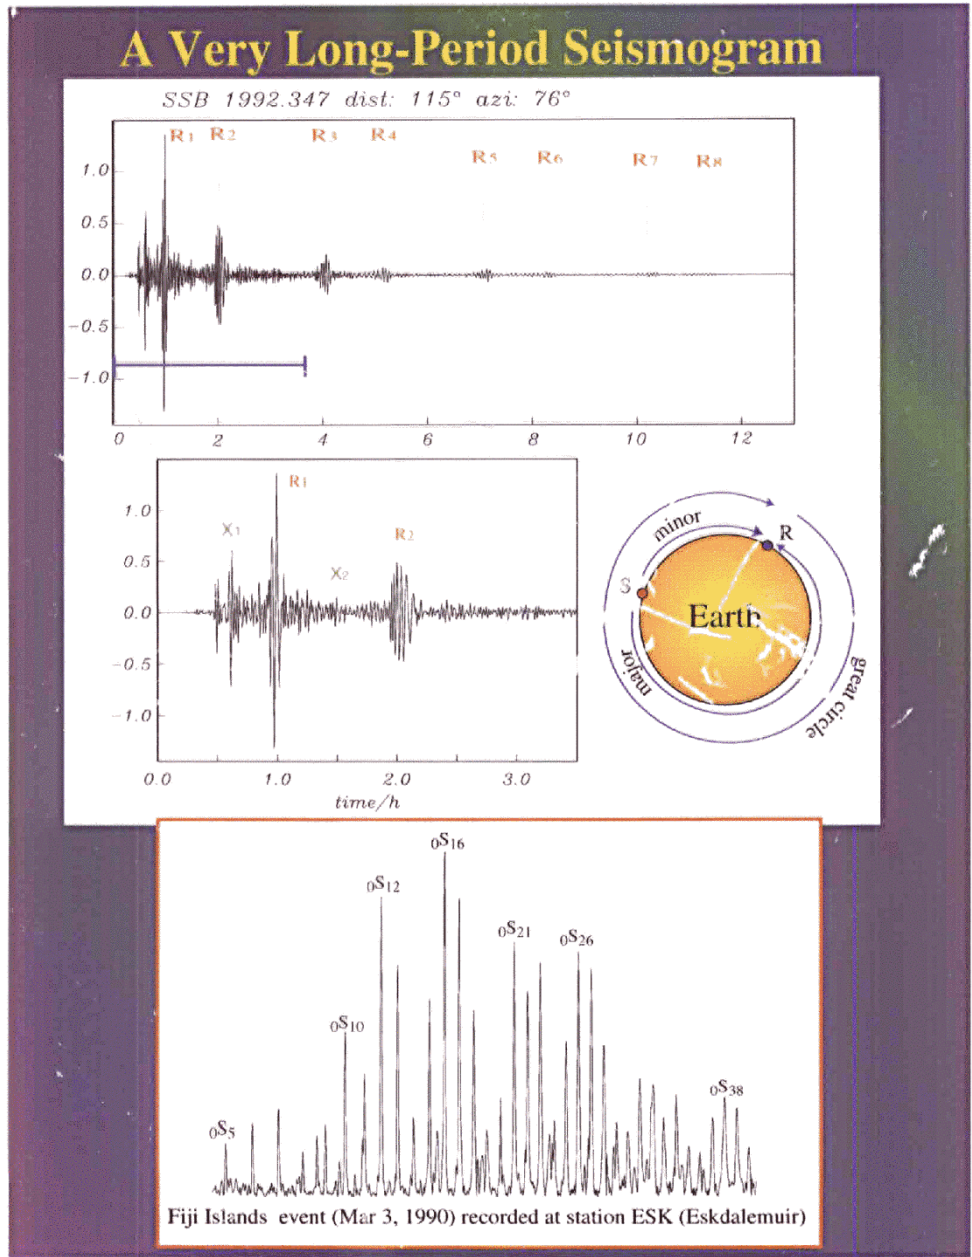 A Very Long-Period Seismogram
SSB 1992.347 dist: 115° azi: 76°
R1 R2 R3 R4 R5 R6 R7 R8
1.0
0.5
0.0
−0.5
−1.0
0 2 4 6 8 10 12
1.0
0.5
0.0
−0.5
−1.0
X1
R1
X2
R2
0.0 1.0 2.0 3.0
time/h
minor
R
S
Earth
major
great circle
0S5
0S10
0S12
0S16
0S21
0S26
0S38
Fiji Islands event (Mar 3, 1990) recorded at station ESK (Eskdalemuir)